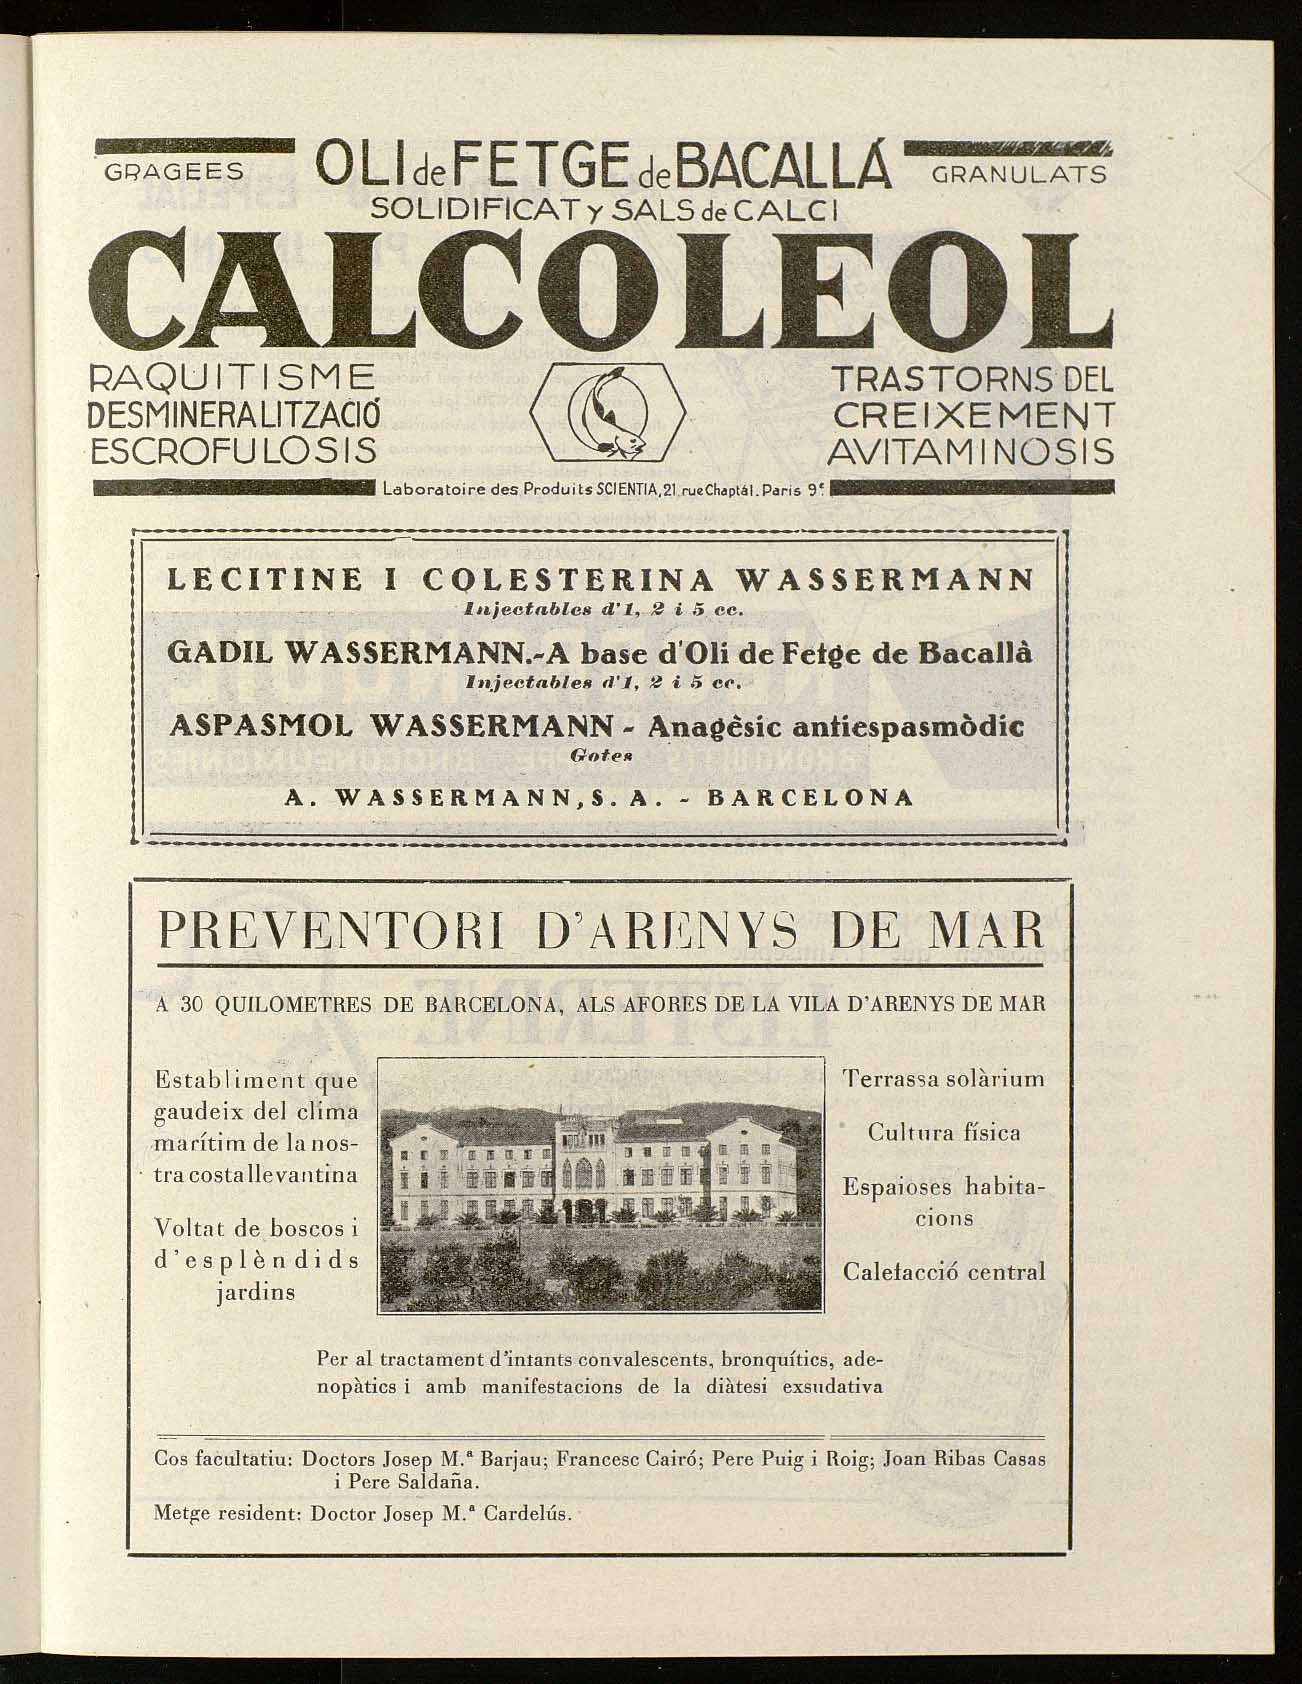 GRAGEES
OLI de FETGE de BACALLÁ
GRANULATS
SOLIDIFICAT y SALS de CALCI
CALCOLEOL
RAQUITISME
DESMINERALITZACIÓ
ESCROFULOSIS
TRASTORNS DEL
CREIXEMENT
AVITAMINOSIS
Laboratoire des Produits SCIENTIA, 21 rue Chaptál. Paris 9e.
LECITINE I COLESTERINA WASSERMANN
Injectables d'1, 2 i 5 cc.
GADIL WASSERMANN.-A base d'Oli de Fetge de Bacallà
Injectables d'1, 2 i 5 cc.
ASPASMOL WASSERMANN - Anagèsic antiespasmòdic
Gotes
A. WASSERMANN, S. A. - BARCELONA
PREVENTORI D'ARENYS DE MAR
A 30 QUILOMETRES DE BARCELONA, ALS AFORES DE LA VILA D'ARENYS DE MAR
Establiment que
gaudeix del clima
marítim de la nos-
tra costa llevantina
Voltat de boscos i
d'esplèndids
jardins
Terrassa solàrium
Cultura física
Espaioses habita-
cions
Calefacció central
Per al tractament d'infants convalescents, bronquítics, ade-
nopàtics i amb manifestacions de la diàtesi exsudativa
Cos facultatiu: Doctors Josep M.ª Barjau; Francesc Cairó; Pere Puig i Roig; Joan Ribas Casas
i Pere Saldaña.
Metge resident: Doctor Josep M.ª Cardelús.